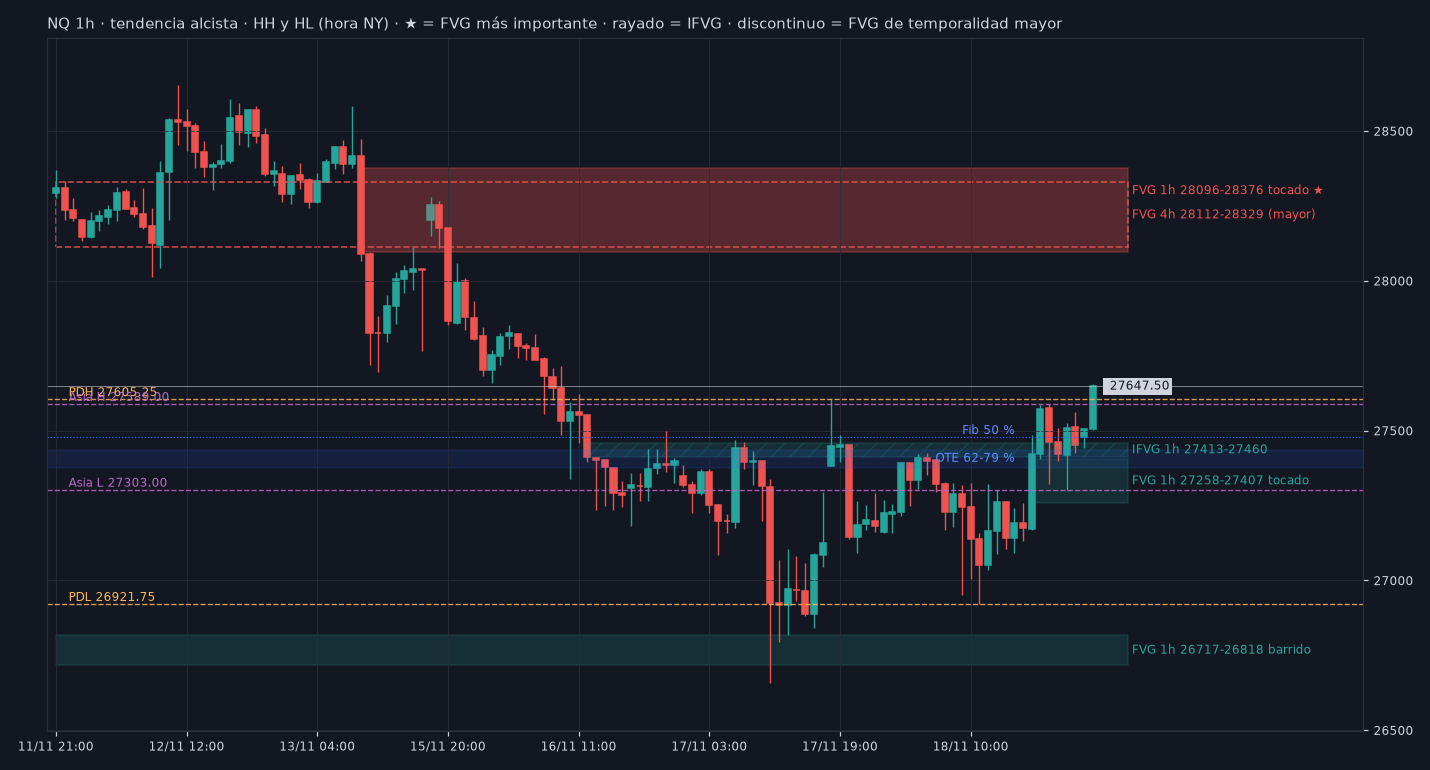 NQ 1h · tendencia alcista · HH y HL (hora NY) · ★ = FVG más importante · rayado = IFVG · discontinuo = FVG de temporalidad mayor
28500
FVG 1h 28096-28376 tocado ★
FVG 4h 28112-28329 (mayor)
28000
27647.50
PDH 27605.25
Asia H 27589.00
27500
Fib 50 %
IFVG 1h 27413-27460
OTE 62-79 %
Asia L 27303.00
FVG 1h 27258-27407 tocado
27000
PDL 26921.75
FVG 1h 26717-26818 barrido
26500
11/11 21:00
12/11 12:00
13/11 04:00
15/11 20:00
16/11 11:00
17/11 03:00
17/11 19:00
18/11 10:00